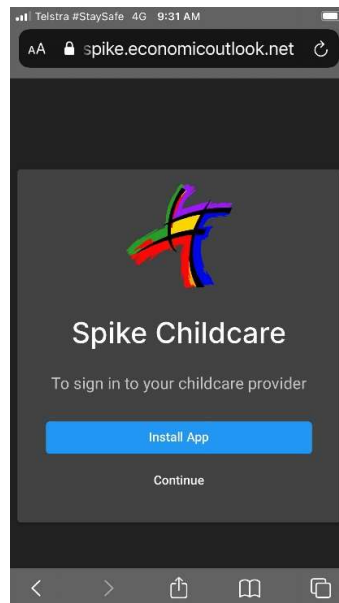 Telstra #StaySafe 4G 9:31 AM
AA spike.economicoutlook.net
Spike Childcare
To sign in to your childcare provider
Install App
Continue